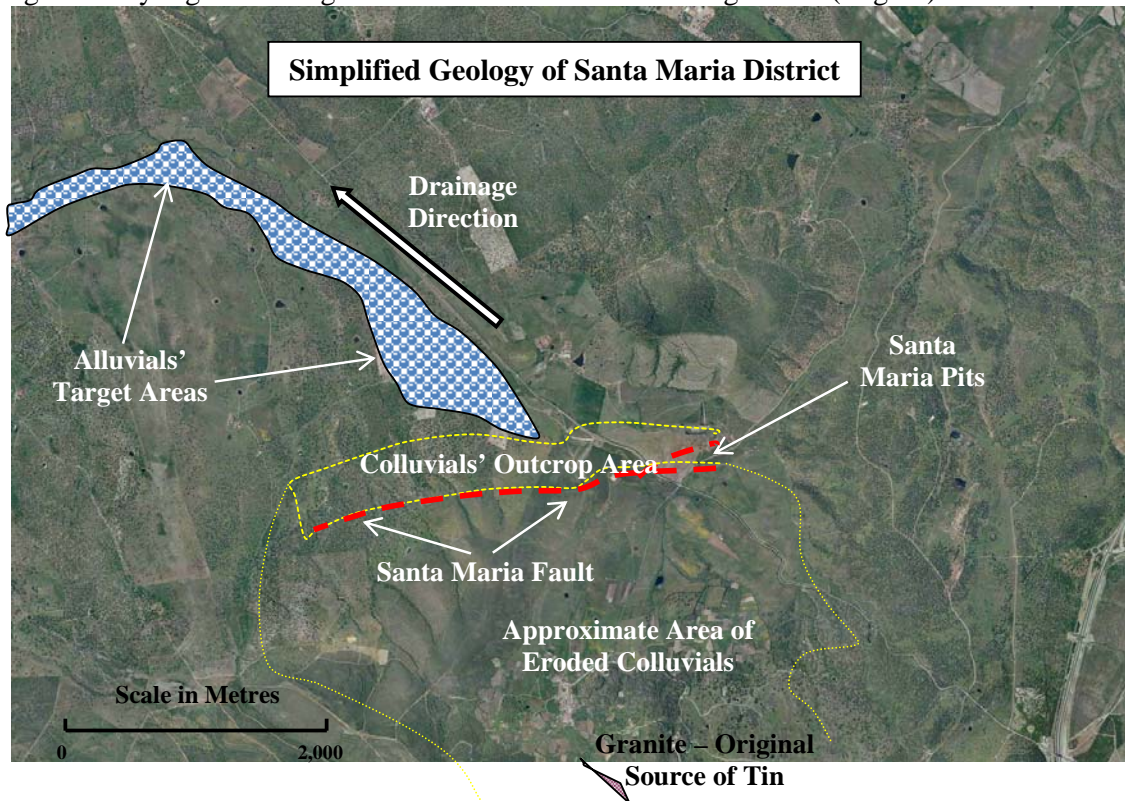 Simplified Geology of Santa Maria District
Drainage
Direction
Alluvials’
Target Areas
Santa
Maria Pits
Colluvials’ Outcrop Area
Santa Maria Fault
Approximate Area of
Eroded Colluvials
Scale in Metres
0 2,000
Granite – Original
Source of Tin